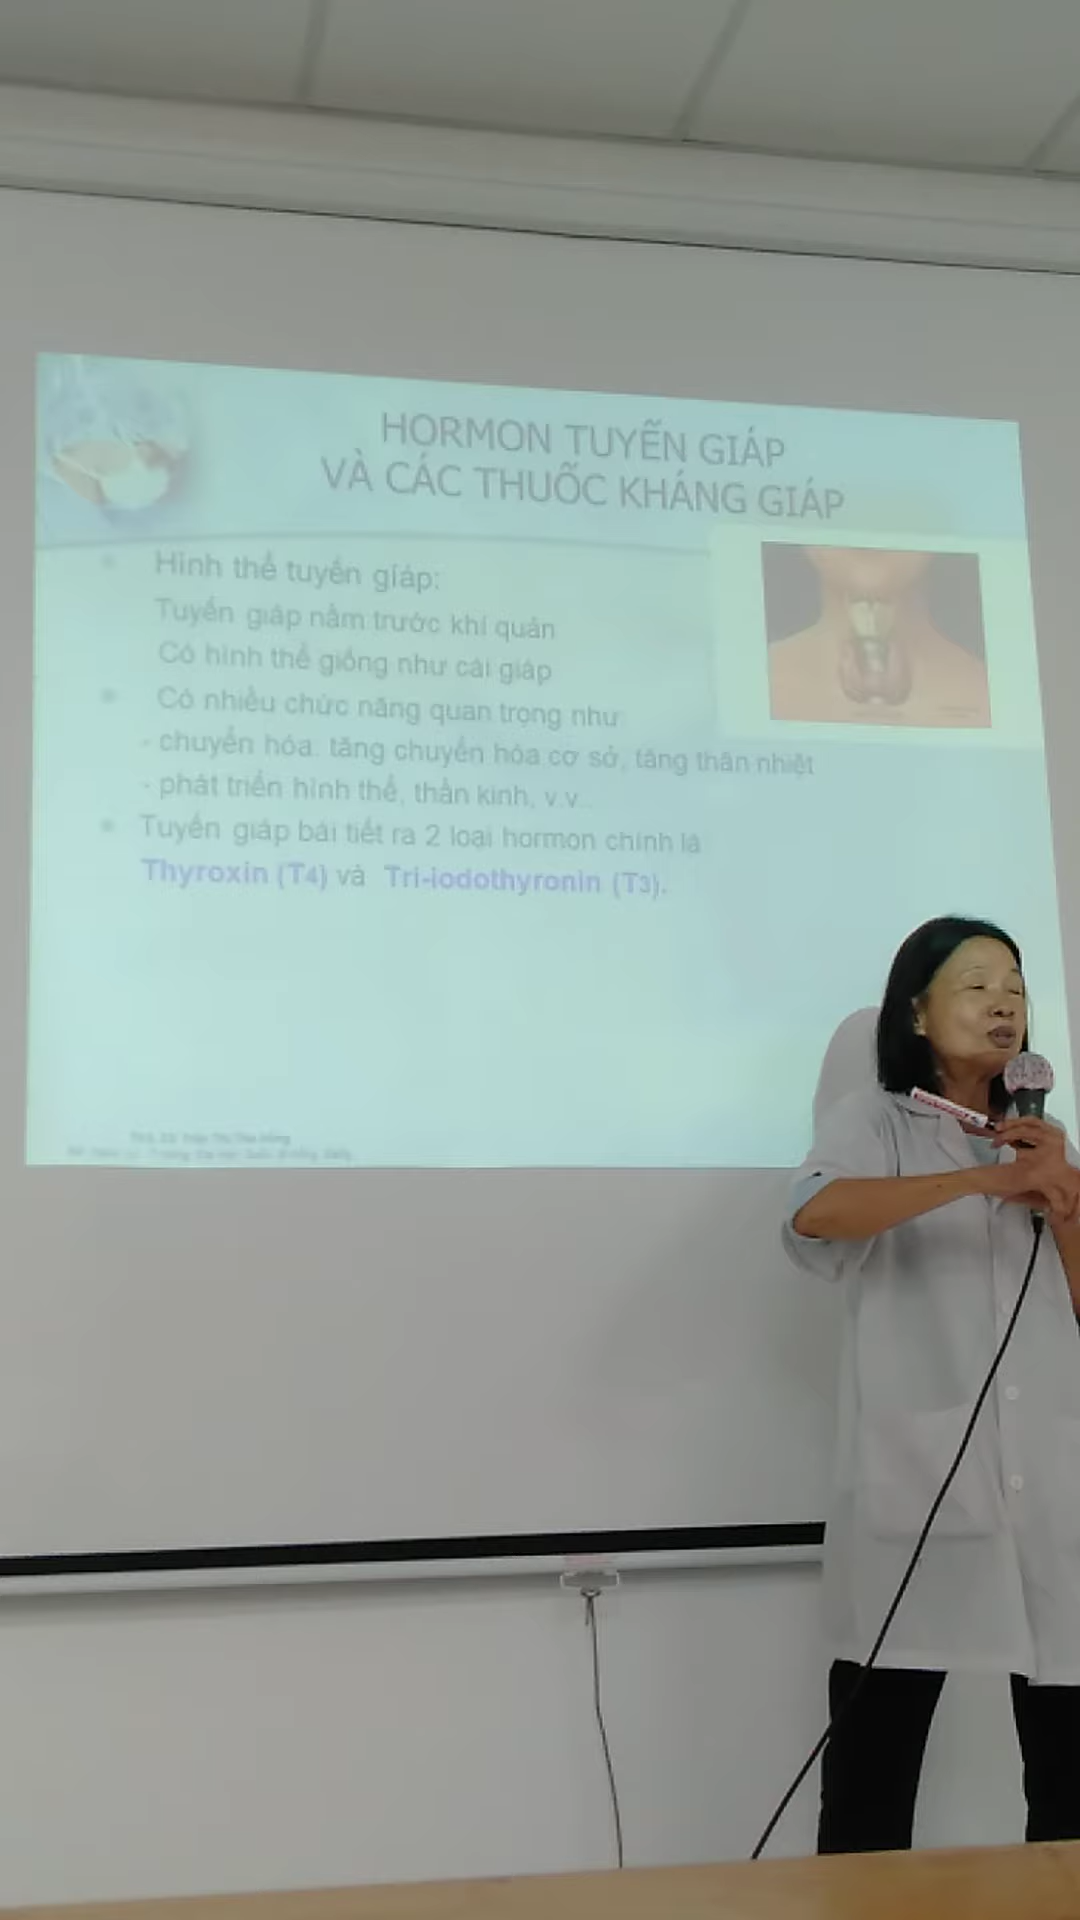 HORMON TUYẾN GIÁP
VÀ CÁC THUỐC KHÁNG GIÁP
Hình thể tuyến giáp:
Tuyến giáp nằm trước khí quản
Có hình thể giống như cái giáp
Có nhiều chức năng quan trọng như
- chuyển hóa: tăng chuyển hóa cơ sở, tăng thân nhiệt
- phát triển hình thể, thần kinh, v.v..
Tuyến giáp bài tiết ra 2 loại hormon chính là
Thyroxin (T4) và Tri-iodothyronin (T3).